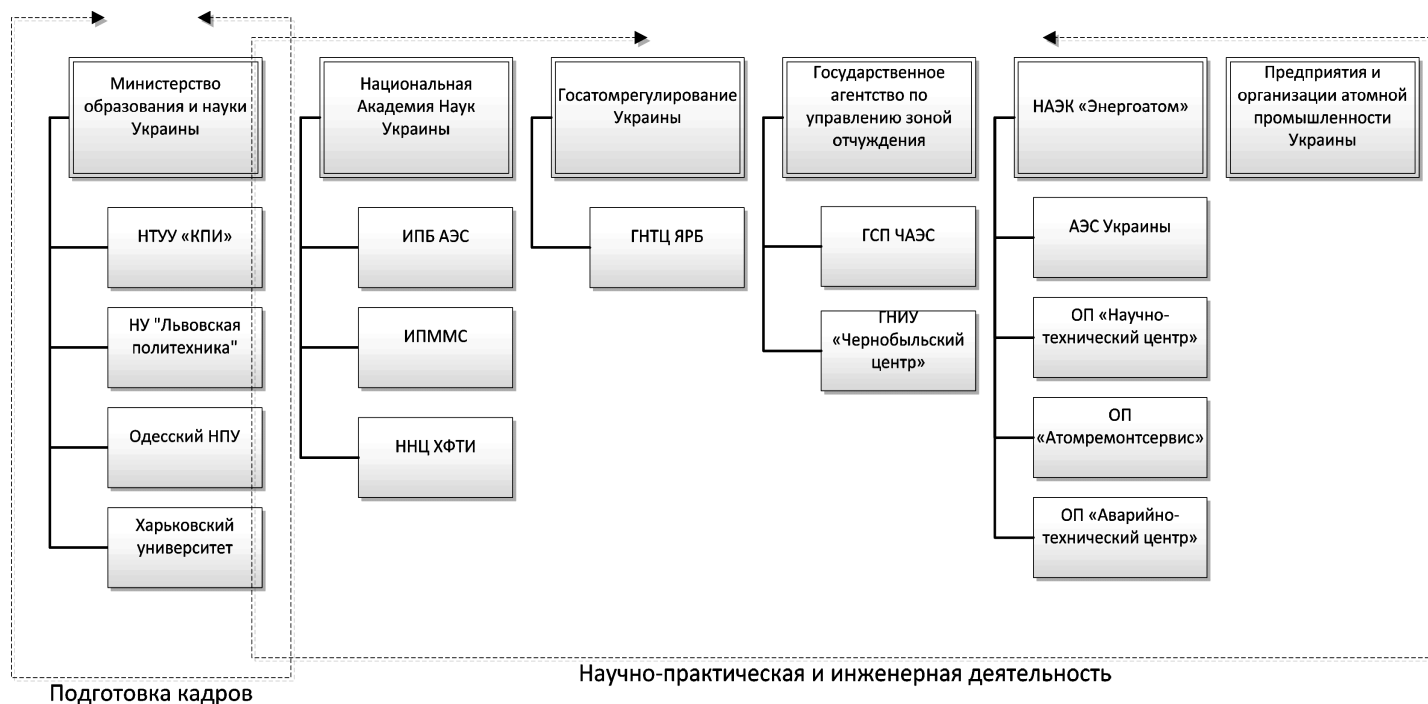 Министерство
образования и науки
Украины
НТУУ «КПИ»
НУ "Львовская
политехника"
Одесский НПУ
Харьковский
университет
Национальная
Академия Наук
Украины
ИПБ АЭС
ИПММС
ННЦ ХФТИ
Госатомрегулирование
Украины
ГНТЦ ЯРБ
Государственное
агентство по
управлению зоной
отчуждения
ГСП ЧАЭС
ГНИУ
«Чернобыльский
центр»
НАЭК «Энергоатом»
АЭС Украины
ОП «Научно-
технический центр»
ОП
«Атомремонтсервис»
ОП «Аварийно-
технический центр»
Предприятия и
организации атомной
промышленности
Украины
Научно-практическая и инженерная деятельность
Подготовка кадров